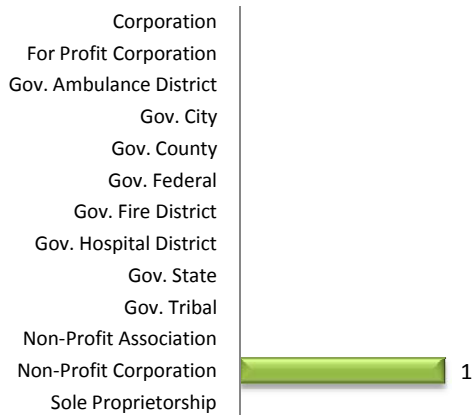 Corporation
For Profit Corporation
Gov. Ambulance District
Gov. City
Gov. County
Gov. Federal
Gov. Fire District
Gov. Hospital District
Gov. State
Gov. Tribal
Non-Profit Association
Non-Profit Corporation 1
Sole Proprietorship